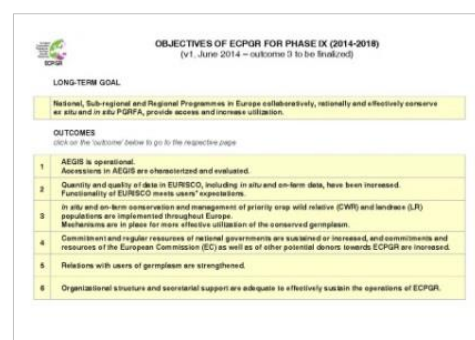 ECPGR
OBJECTIVES OF ECPGR FOR PHASE IX (2014-2018)
(v1, June 2014 – outcome 3 to be finalized)
LONG-TERM GOAL
National, Sub-regional and Regional Programmes in Europe collaboratively, rationally and effectively conserve
ex situ and in situ PGRFA, provide access and increase utilization.
OUTCOMES
click on the 'outcome' below to go to the respective page
1
AEGIS is operational.
Accessions in AEGIS are characterized and evaluated.
2
Quantity and quality of data in EURISCO, including in situ and on-farm data, have been increased.
Functionality of EURISCO meets users' expectations.
3
In situ and on-farm conservation and management of priority crop wild relative (CWR) and landrace (LR)
populations are implemented throughout Europe.
Mechanisms are in place for more effective utilization of the conserved germplasm.
4
Commitment and regular resources of national governments are sustained or increased, and commitments and
resources of the European Commission (EC) as well as of other potential donors towards ECPGR are increased.
5
Relations with users of germplasm are strengthened.
6
Organizational structure and secretarial support are adequate to effectively sustain the operations of ECPGR.